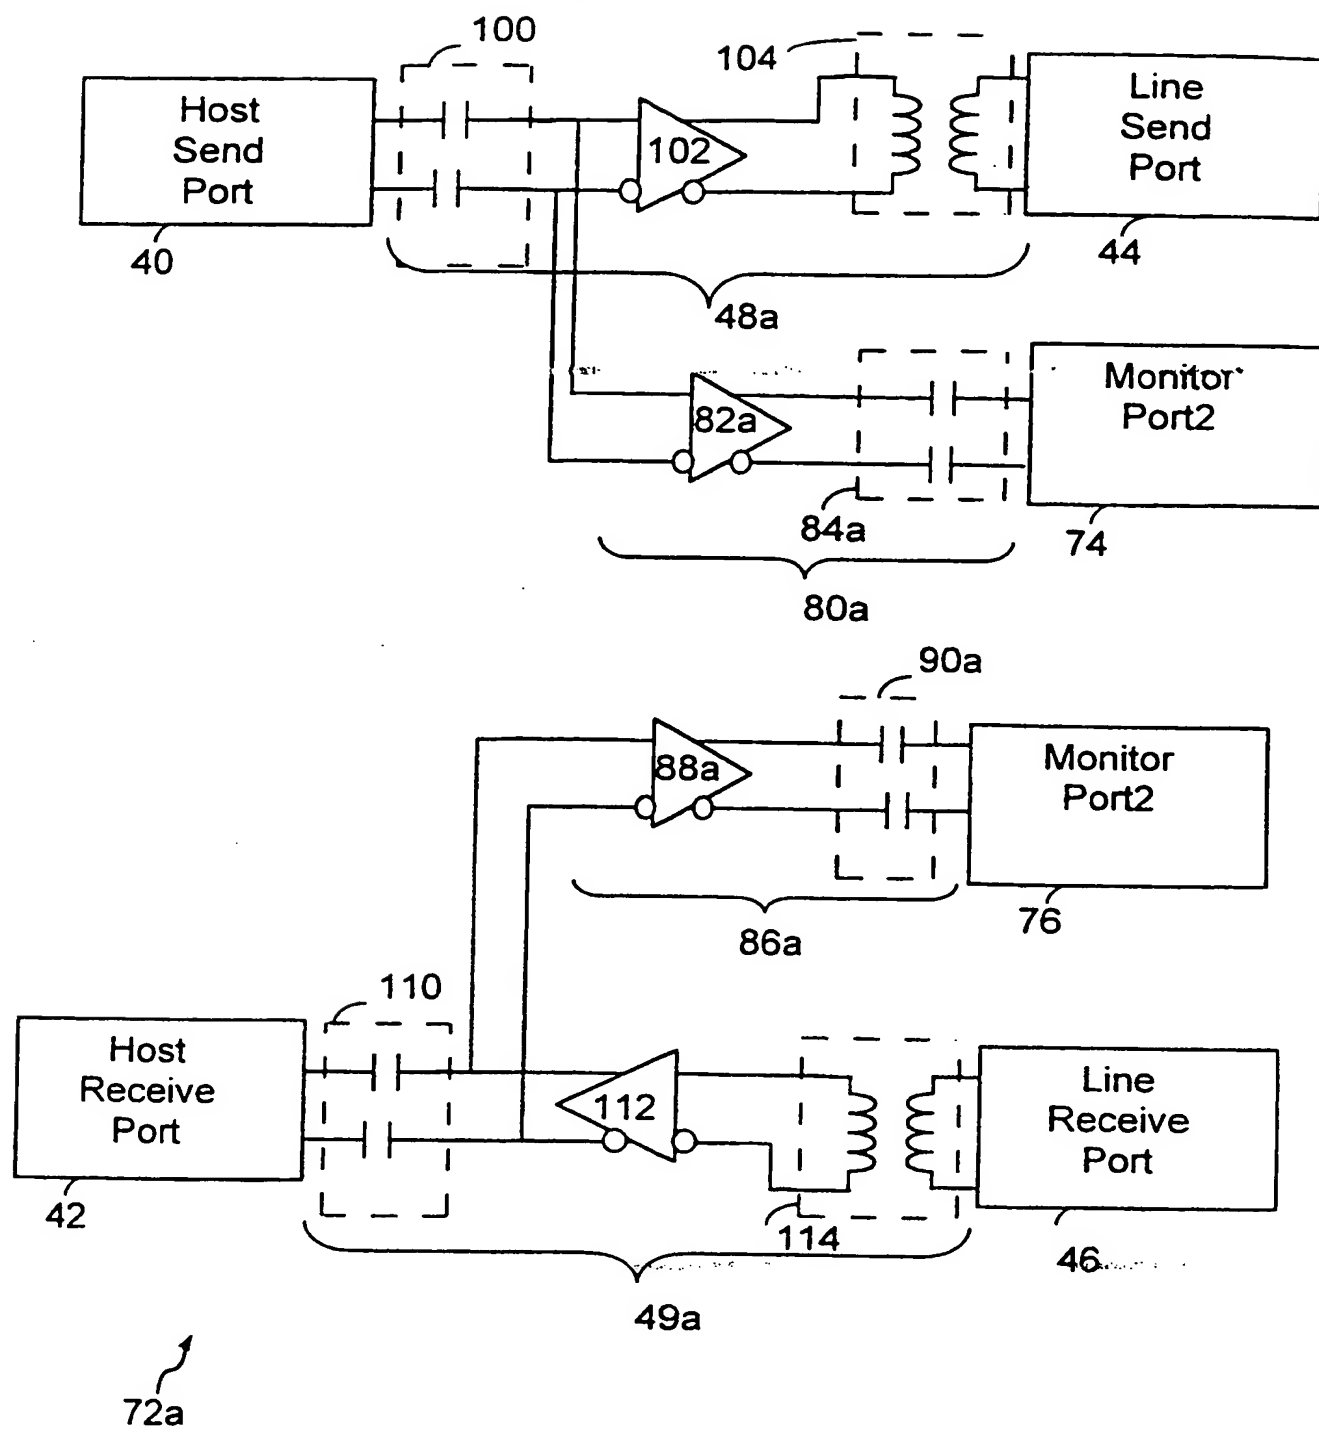 100
104
Host
Send
Port
102
Line
Send
Port
40
44
48a
82a
Monitor
Port2
84a
74
80a
90a
88a
Monitor
Port2
76
86a
110
Host
Receive
Port
112
Line
Receive
Port
42
114
46
49a
72a